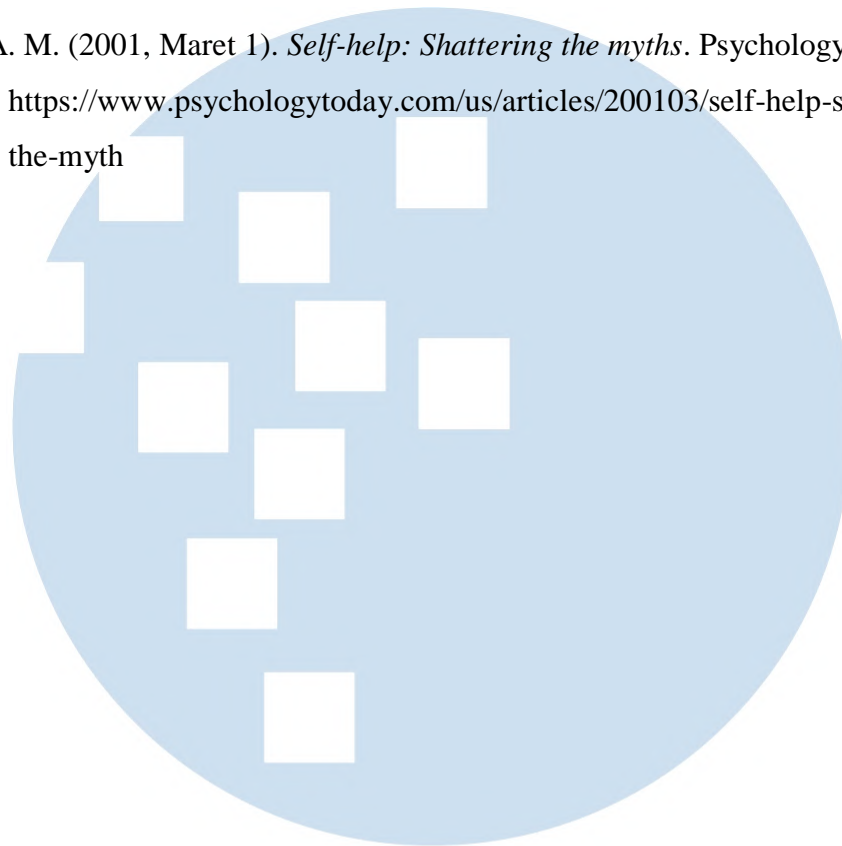 A. M. (2001, Maret 1). Self-help: Shattering the myths. Psychology
https://www.psychologytoday.com/us/articles/200103/self-help-s
the-myth